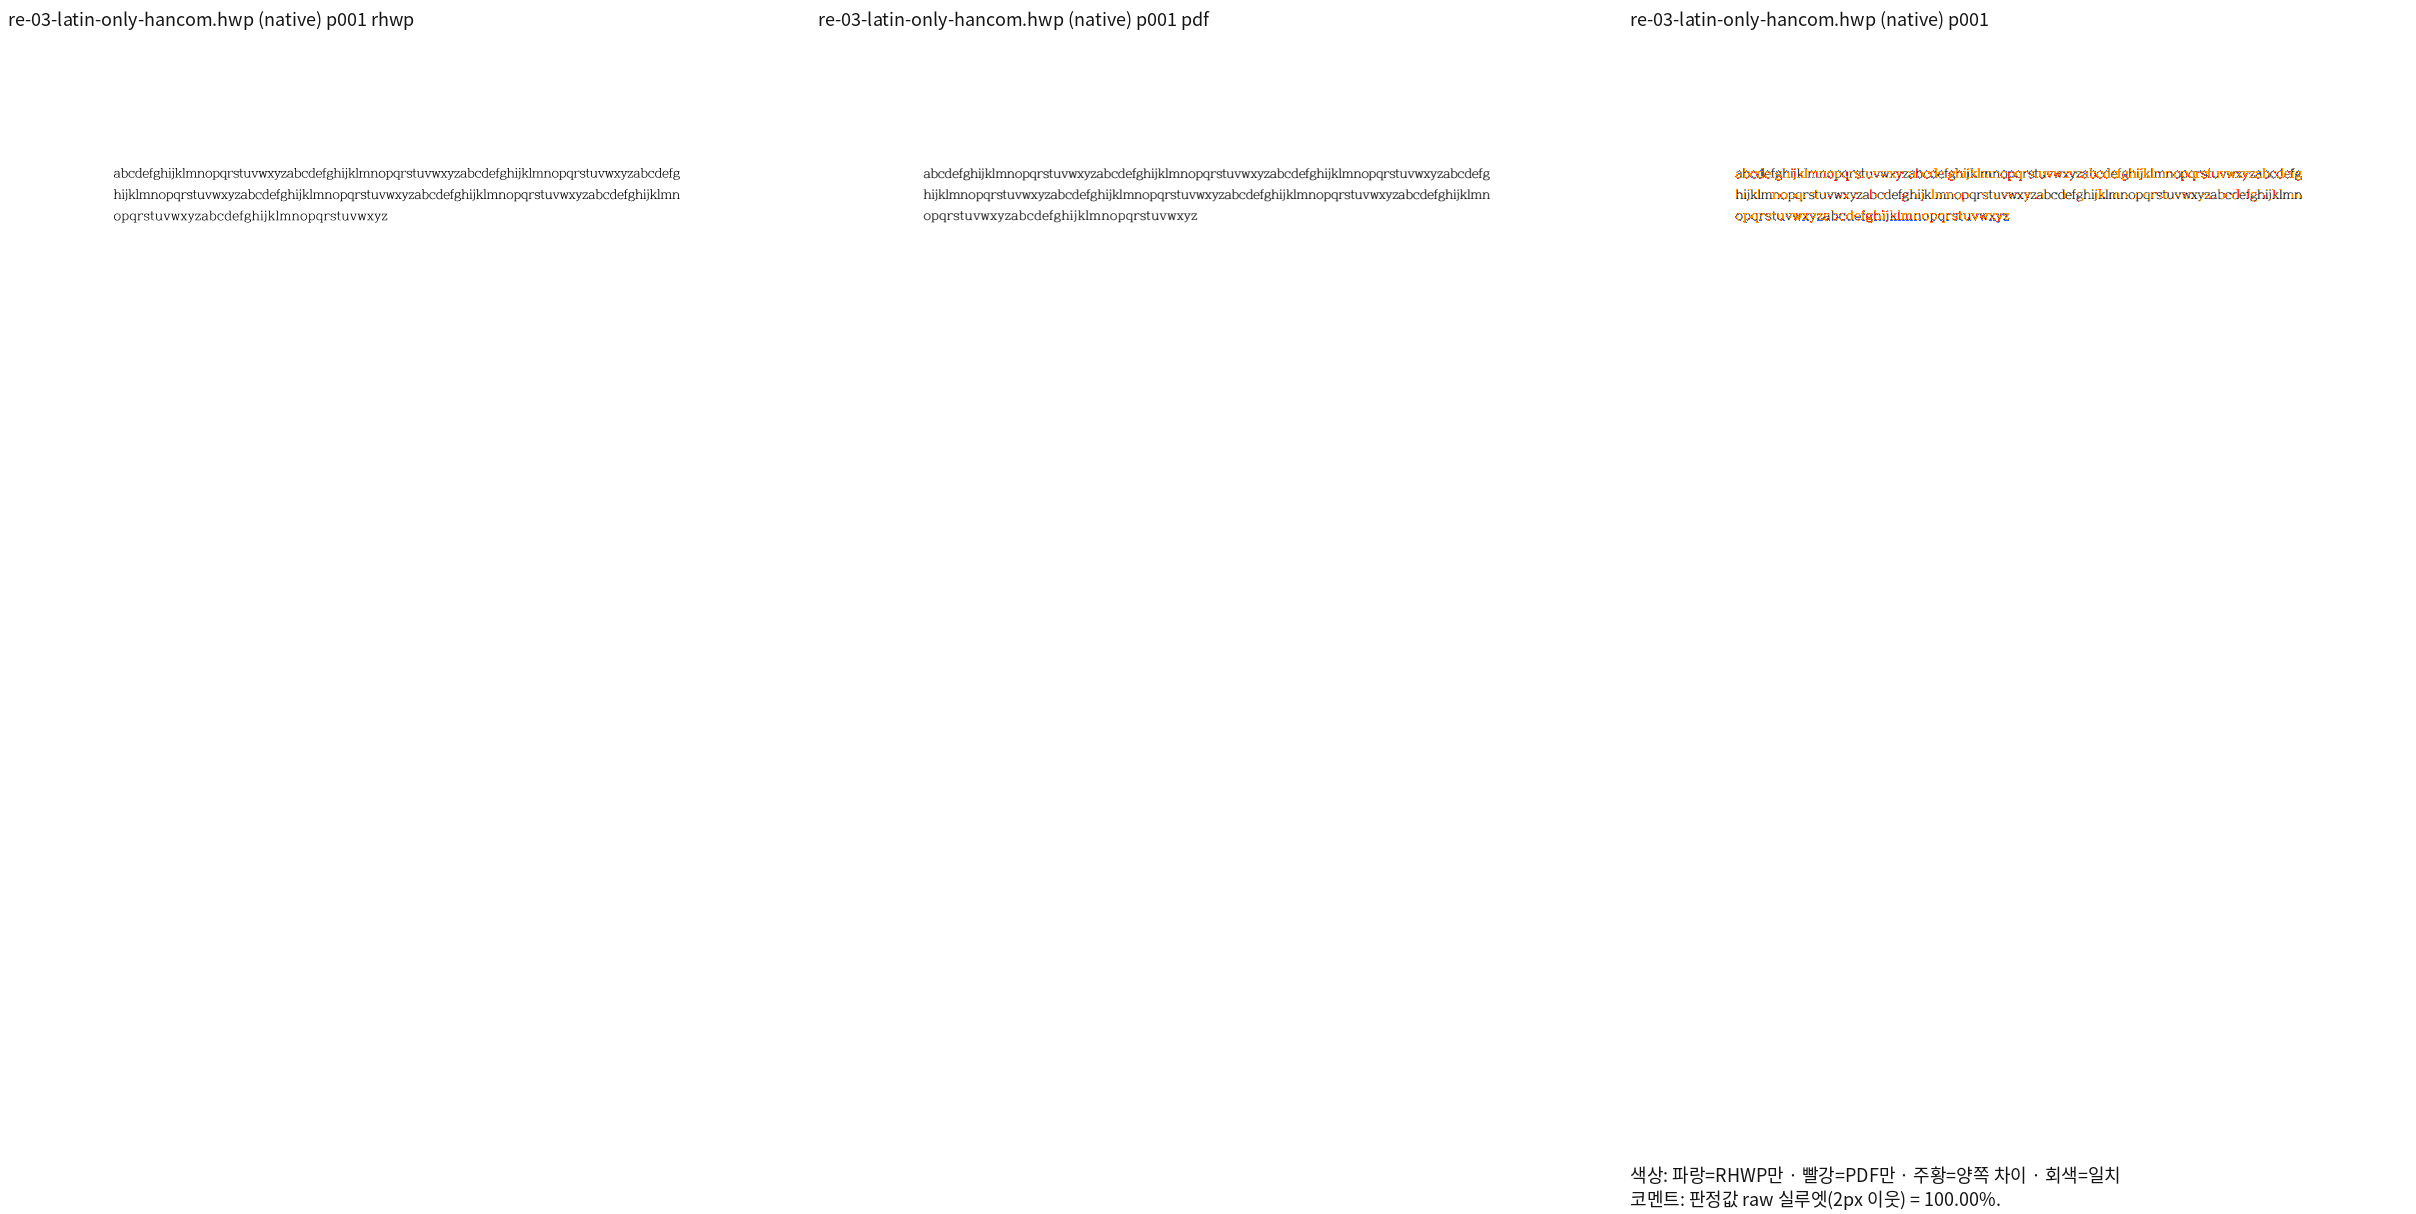 re-03-latin-only-hancom.hwp (native) p001 rhwp
abcdefghijklmnopqrstuvwxyzabcdefghijklmnopqrstuvwxyzabcdefghijklmnopqrstuvwxyzabcdefg
hijklmnopqrstuvwxyzabcdefghijklmnopqrstuvwxyzabcdefghijklmnopqrstuvwxyzabcdefghijklmn
opqrstuvwxyzabcdefghijklmnopqrstuvwxyz
re-03-latin-only-hancom.hwp (native) p001 pdf
abcdefghijklmnopqrstuvwxyzabcdefghijklmnopqrstuvwxyzabcdefghijklmnopqrstuvwxyzabcdefg
hijklmnopqrstuvwxyzabcdefghijklmnopqrstuvwxyzabcdefghijklmnopqrstuvwxyzabcdefghijklmn
opqrstuvwxyzabcdefghijklmnopqrstuvwxyz
re-03-latin-only-hancom.hwp (native) p001
abcdefghijklmnopqrstuvwxyzabcdefghijklmnopqrstuvwxyzabcdefghijklmnopqrstuvwxyzabcdefg
hijklmnopqrstuvwxyzabcdefghijklmnopqrstuvwxyzabcdefghijklmnopqrstuvwxyzabcdefghijklmn
opqrstuvwxyzabcdefghijklmnopqrstuvwxyz
색상: 파랑=RHWP만 · 빨강=PDF만 · 주황=양쪽 차이 · 회색=일치
코멘트: 판정값 raw 실루엣(2px 이웃) = 100.00%.